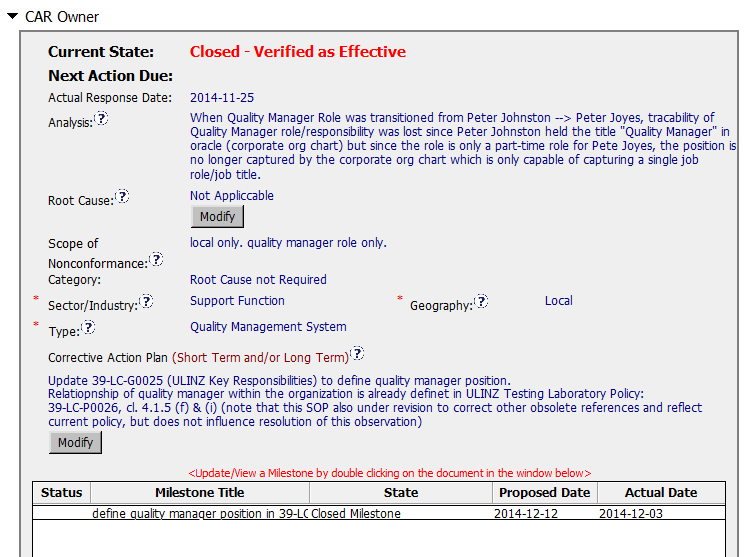 CAR Owner
Current State: Closed - Verified as Effective
Next Action Due:
Actual Response Date: 2014-11-25
Analysis: ? When Quality Manager Role was transitioned from Peter Johnston --> Peter Joyes, tracability of
Quality Manager role/responsibility was lost since Peter Johnston held the title "Quality Manager" in
oracle (corporate org chart) but since the role is only a part-time role for Pete Joyes, the position is
no longer captured by the corporate org chart which is only capable of capturing a single job
role/job title.
Root Cause: ? Not Appliccable
Modify
Scope of local only. quality manager role only.
Nonconformance: ?
Category: Root Cause not Required
* Sector/Industry: ? Support Function * Geography: ? Local
* Type: ? Quality Management System
Corrective Action Plan (Short Term and/or Long Term) ?
Update 39-LC-G0025 (ULINZ Key Responsibilities) to define quality manager position.
Relatiopnship of quality manager within the organization is already definet in ULINZ Testing Laboratory Policy:
39-LC-P0026, cl. 4.1.5 (f) & (i) (note that this SOP also under revision to correct other obsolete references and reflect
current policy, but does not influence resolution of this observation)
Modify
<Update/View a Milestone by double clicking on the document in the window below>
Status Milestone Title State Proposed Date Actual Date
define quality manager position in 39-LC Closed Milestone 2014-12-12 2014-12-03